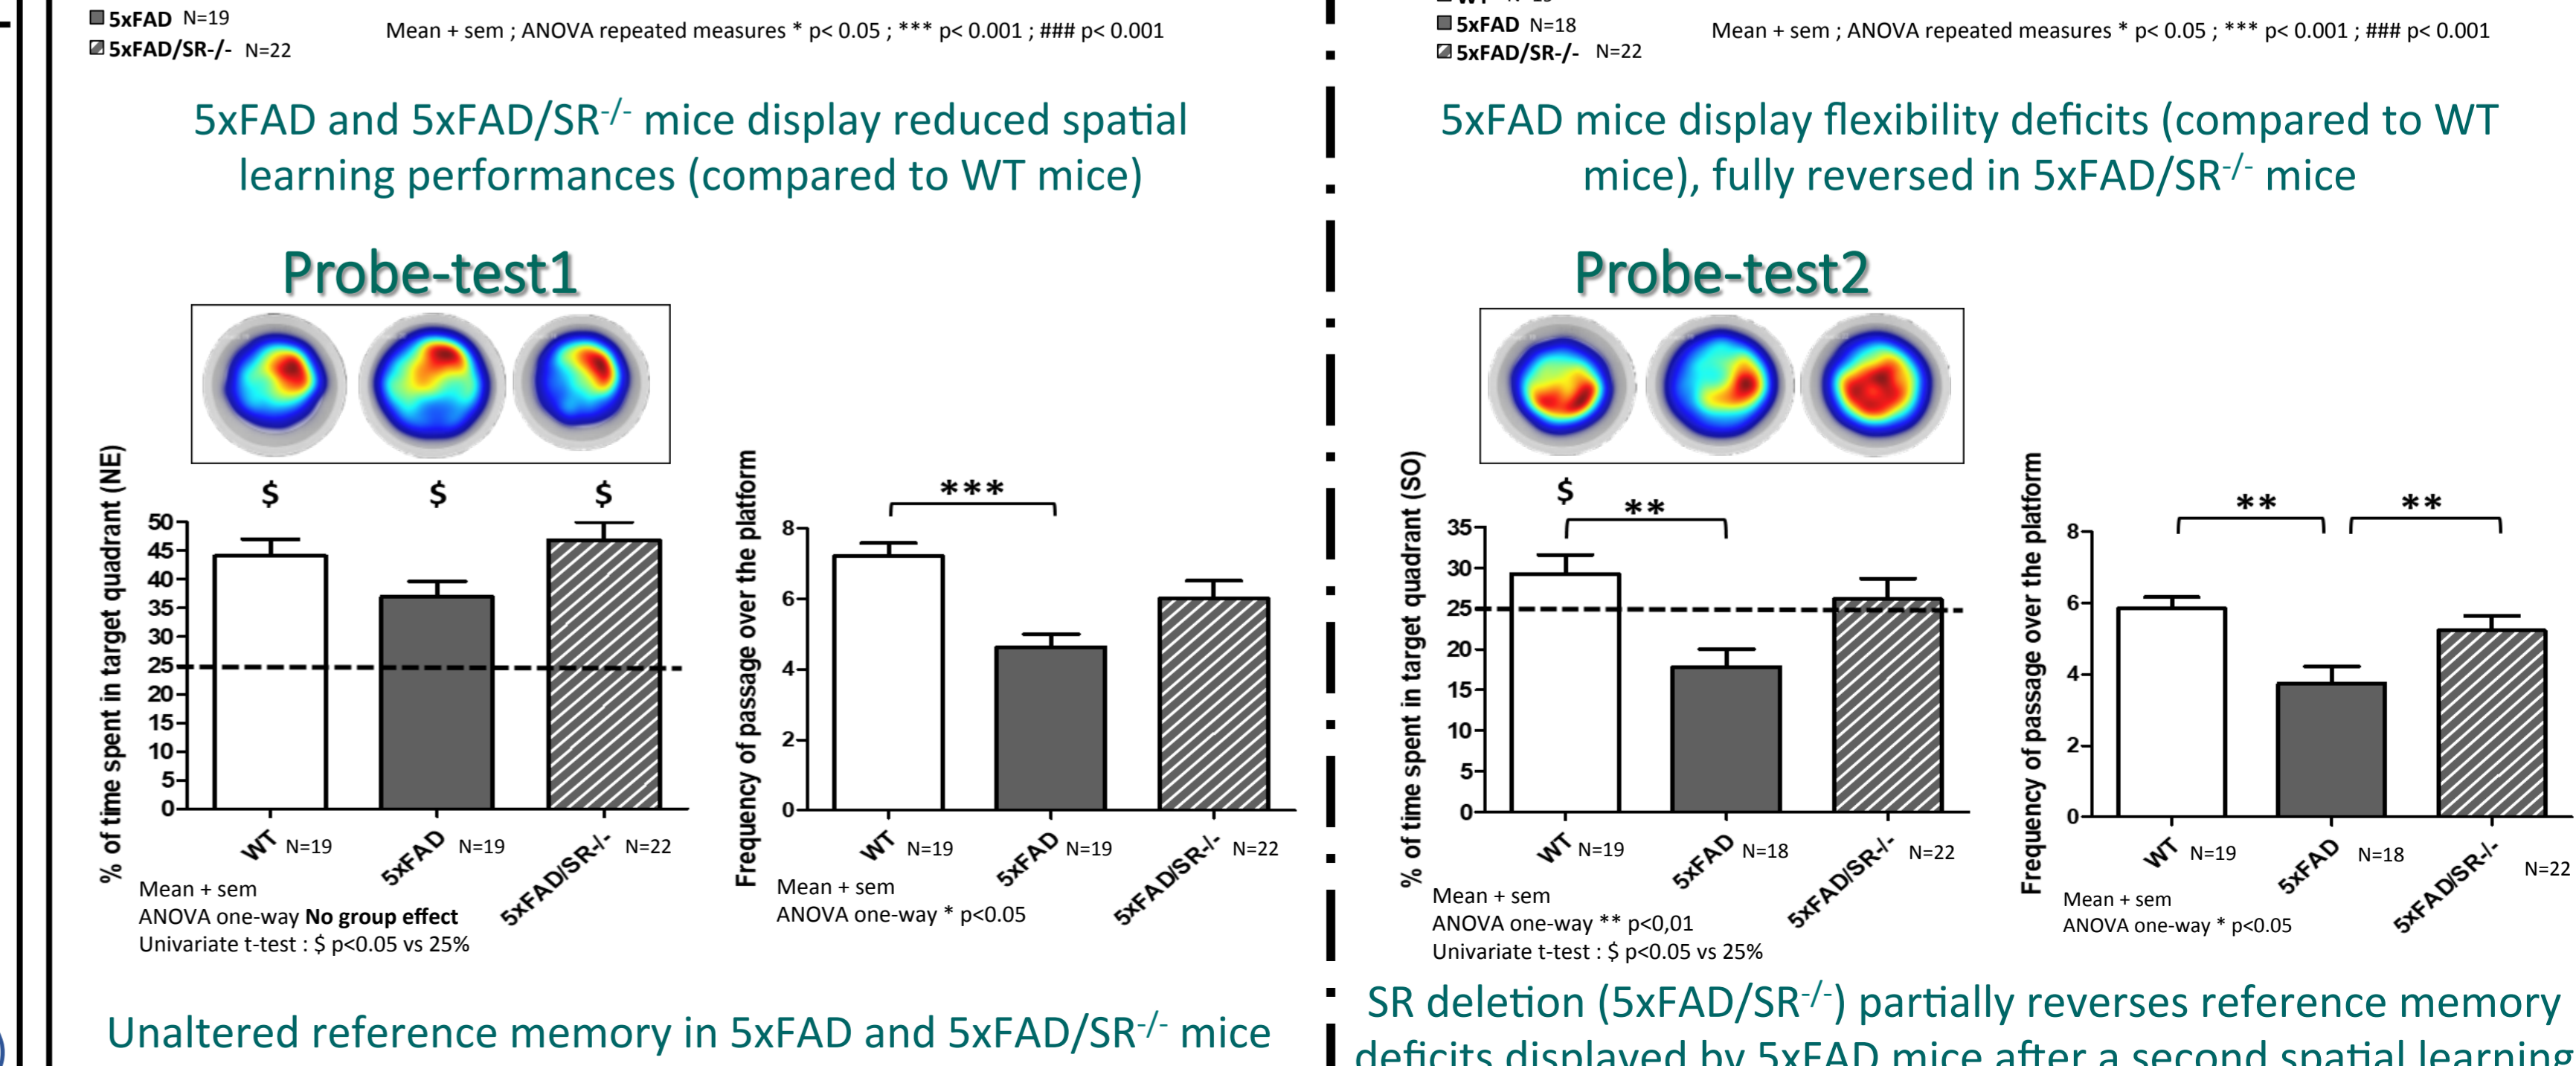 5xFAD N=19
5xFAD/SR-/- N=22
Mean + sem ; ANOVA repeated measures * p< 0.05 ; *** p< 0.001 ; ### p< 0.001
5xFAD and 5xFAD/SR-/- mice display reduced spatial
learning performances (compared to WT mice)
Probe-test1
% of time spent in target quadrant (NE)
$ $ $
50
45
40
35
30
25
20
15
10
5
0
WT N=19
5xFAD N=19
5xFAD/SR-/- N=22
Mean + sem
ANOVA one-way No group effect
Univariate t-test : $ p<0.05 vs 25%
Frequency of passage over the platform
***
8
6
4
2
0
WT N=19
5xFAD N=19
5xFAD/SR-/- N=22
Mean + sem
ANOVA one-way * p<0.05
Unaltered reference memory in 5xFAD and 5xFAD/SR-/- mice
5xFAD N=18
5xFAD/SR-/- N=22
Mean + sem ; ANOVA repeated measures * p< 0.05 ; *** p< 0.001 ; ### p< 0.001
5xFAD mice display flexibility deficits (compared to WT
mice), fully reversed in 5xFAD/SR-/- mice
Probe-test2
% of time spent in target quadrant (SO)
$
**
35
30
25
20
15
10
5
0
WT N=19
5xFAD N=18
5xFAD/SR-/- N=22
Mean + sem
ANOVA one-way ** p<0,01
Univariate t-test : $ p<0.05 vs 25%
Frequency of passage over the platform
** **
8
6
4
2
0
WT N=19
5xFAD N=18
5xFAD/SR-/- N=22
Mean + sem
ANOVA one-way * p<0.05
SR deletion (5xFAD/SR-/-) partially reverses reference memory
deficits displayed by 5xFAD mice after a second spatial learning